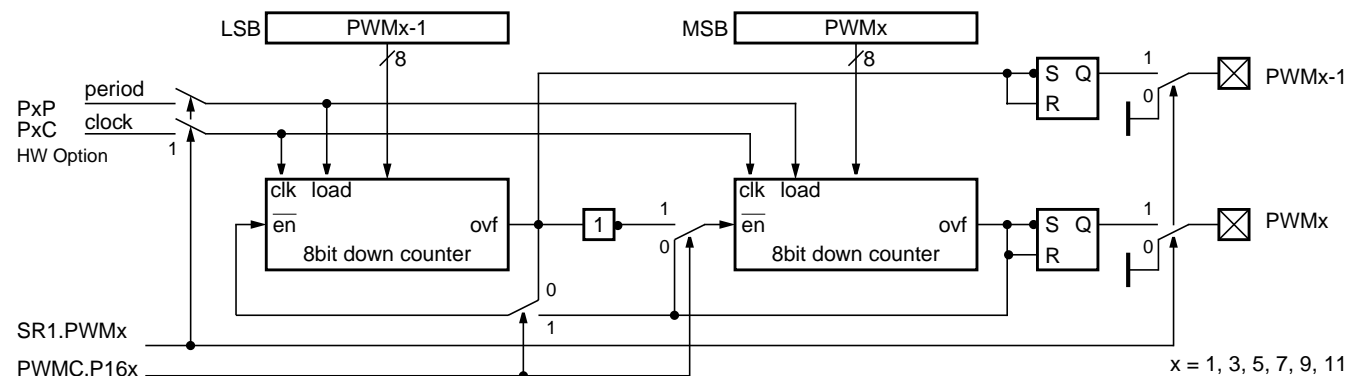 LSB PWMx-1 MSB PWMx
8 8
period
PxP
PxC clock
HW Option 1
clk load
en ovf
8bit down counter
1
1
0
clk load
en ovf
8bit down counter
0
1
S Q
R
1
0
PWMx-1
S Q
R
1
0
PWMx
SR1.PWMx
PWMC.P16x
x = 1, 3, 5, 7, 9, 11